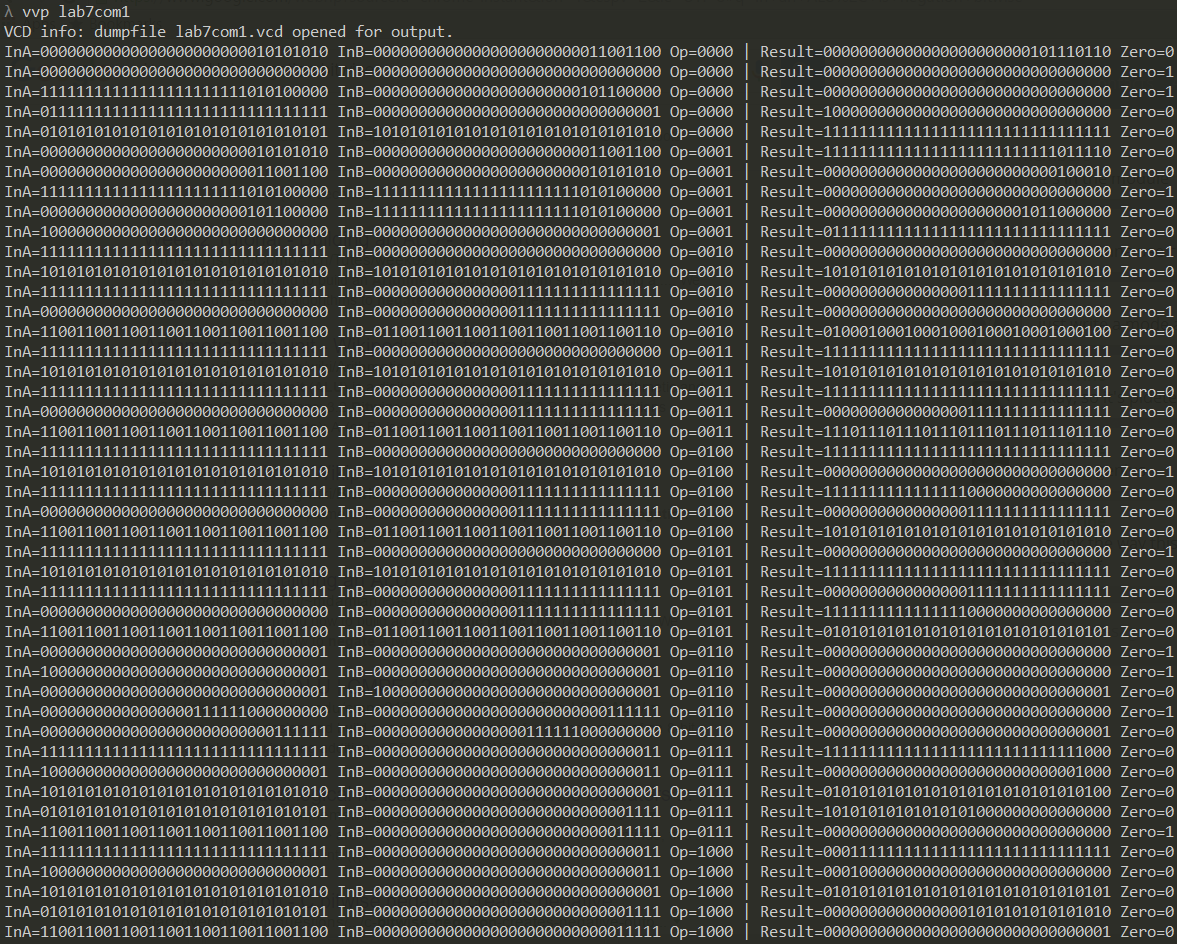 λ vvp lab7com1
VCD info: dumpfile lab7com1.vcd opened for output.
InA=00000000000000000000000010101010 InB=00000000000000000000000011001100 Op=0000 | Result=00000000000000000000000101110110 Zero=0
InA=00000000000000000000000000000000 InB=00000000000000000000000000000000 Op=0000 | Result=00000000000000000000000000000000 Zero=1
InA=11111111111111111111111010100000 InB=00000000000000000000000101100000 Op=0000 | Result=00000000000000000000000000000000 Zero=1
InA=01111111111111111111111111111111 InB=00000000000000000000000000000001 Op=0000 | Result=10000000000000000000000000000000 Zero=0
InA=01010101010101010101010101010101 InB=10101010101010101010101010101010 Op=0000 | Result=11111111111111111111111111111111 Zero=0
InA=00000000000000000000000010101010 InB=00000000000000000000000011001100 Op=0001 | Result=11111111111111111111111111011110 Zero=0
InA=00000000000000000000000011001100 InB=00000000000000000000000010101010 Op=0001 | Result=00000000000000000000000000100010 Zero=0
InA=11111111111111111111111010100000 InB=11111111111111111111111010100000 Op=0001 | Result=00000000000000000000000000000000 Zero=1
InA=00000000000000000000000101100000 InB=11111111111111111111111010100000 Op=0001 | Result=00000000000000000000001011000000 Zero=0
InA=10000000000000000000000000000000 InB=00000000000000000000000000000001 Op=0001 | Result=01111111111111111111111111111111 Zero=0
InA=11111111111111111111111111111111 InB=00000000000000000000000000000000 Op=0010 | Result=00000000000000000000000000000000 Zero=1
InA=10101010101010101010101010101010 InB=10101010101010101010101010101010 Op=0010 | Result=10101010101010101010101010101010 Zero=0
InA=11111111111111111111111111111111 InB=00000000000000001111111111111111 Op=0010 | Result=00000000000000001111111111111111 Zero=0
InA=00000000000000000000000000000000 InB=00000000000000001111111111111111 Op=0010 | Result=00000000000000000000000000000000 Zero=1
InA=11001100110011001100110011001100 InB=01100110011001100110011001100110 Op=0010 | Result=01000100010001000100010001000100 Zero=0
InA=11111111111111111111111111111111 InB=00000000000000000000000000000000 Op=0011 | Result=11111111111111111111111111111111 Zero=0
InA=10101010101010101010101010101010 InB=10101010101010101010101010101010 Op=0011 | Result=10101010101010101010101010101010 Zero=0
InA=11111111111111111111111111111111 InB=00000000000000001111111111111111 Op=0011 | Result=11111111111111111111111111111111 Zero=0
InA=00000000000000000000000000000000 InB=00000000000000001111111111111111 Op=0011 | Result=00000000000000001111111111111111 Zero=0
InA=11001100110011001100110011001100 InB=01100110011001100110011001100110 Op=0011 | Result=11101110111011101110111011101110 Zero=0
InA=11111111111111111111111111111111 InB=00000000000000000000000000000000 Op=0100 | Result=11111111111111111111111111111111 Zero=0
InA=10101010101010101010101010101010 InB=10101010101010101010101010101010 Op=0100 | Result=00000000000000000000000000000000 Zero=1
InA=11111111111111111111111111111111 InB=00000000000000001111111111111111 Op=0100 | Result=11111111111111110000000000000000 Zero=0
InA=00000000000000000000000000000000 InB=00000000000000001111111111111111 Op=0100 | Result=00000000000000001111111111111111 Zero=0
InA=11001100110011001100110011001100 InB=01100110011001100110011001100110 Op=0100 | Result=10101010101010101010101010101010 Zero=0
InA=11111111111111111111111111111111 InB=00000000000000000000000000000000 Op=0101 | Result=00000000000000000000000000000000 Zero=1
InA=10101010101010101010101010101010 InB=10101010101010101010101010101010 Op=0101 | Result=11111111111111111111111111111111 Zero=0
InA=11111111111111111111111111111111 InB=00000000000000001111111111111111 Op=0101 | Result=00000000000000001111111111111111 Zero=0
InA=00000000000000000000000000000000 InB=00000000000000001111111111111111 Op=0101 | Result=11111111111111110000000000000000 Zero=0
InA=11001100110011001100110011001100 InB=01100110011001100110011001100110 Op=0101 | Result=01010101010101010101010101010101 Zero=0
InA=00000000000000000000000000000001 InB=00000000000000000000000000000001 Op=0110 | Result=00000000000000000000000000000000 Zero=1
InA=10000000000000000000000000000001 InB=00000000000000000000000000000001 Op=0110 | Result=00000000000000000000000000000000 Zero=1
InA=00000000000000000000000000000001 InB=10000000000000000000000000000001 Op=0110 | Result=00000000000000000000000000000001 Zero=0
InA=00000000000000000111111000000000 InB=00000000000000000000000000111111 Op=0110 | Result=00000000000000000000000000000000 Zero=1
InA=00000000000000000000000000111111 InB=00000000000000000111111000000000 Op=0110 | Result=00000000000000000000000000000001 Zero=0
InA=11111111111111111111111111111111 InB=00000000000000000000000000000011 Op=0111 | Result=11111111111111111111111111111000 Zero=0
InA=10000000000000000000000000000001 InB=00000000000000000000000000000011 Op=0111 | Result=00000000000000000000000000001000 Zero=0
InA=10101010101010101010101010101010 InB=00000000000000000000000000000001 Op=0111 | Result=01010101010101010101010101010100 Zero=0
InA=01010101010101010101010101010101 InB=00000000000000000000000000001111 Op=0111 | Result=10101010101010101000000000000000 Zero=0
InA=11001100110011001100110011001100 InB=00000000000000000000000000011111 Op=0111 | Result=00000000000000000000000000000000 Zero=1
InA=11111111111111111111111111111111 InB=00000000000000000000000000000011 Op=1000 | Result=00011111111111111111111111111111 Zero=0
InA=10000000000000000000000000000001 InB=00000000000000000000000000000011 Op=1000 | Result=00010000000000000000000000000000 Zero=0
InA=10101010101010101010101010101010 InB=00000000000000000000000000000001 Op=1000 | Result=01010101010101010101010101010101 Zero=0
InA=01010101010101010101010101010101 InB=00000000000000000000000000001111 Op=1000 | Result=00000000000000001010101010101010 Zero=0
InA=11001100110011001100110011001100 InB=00000000000000000000000000011111 Op=1000 | Result=00000000000000000000000000000001 Zero=0